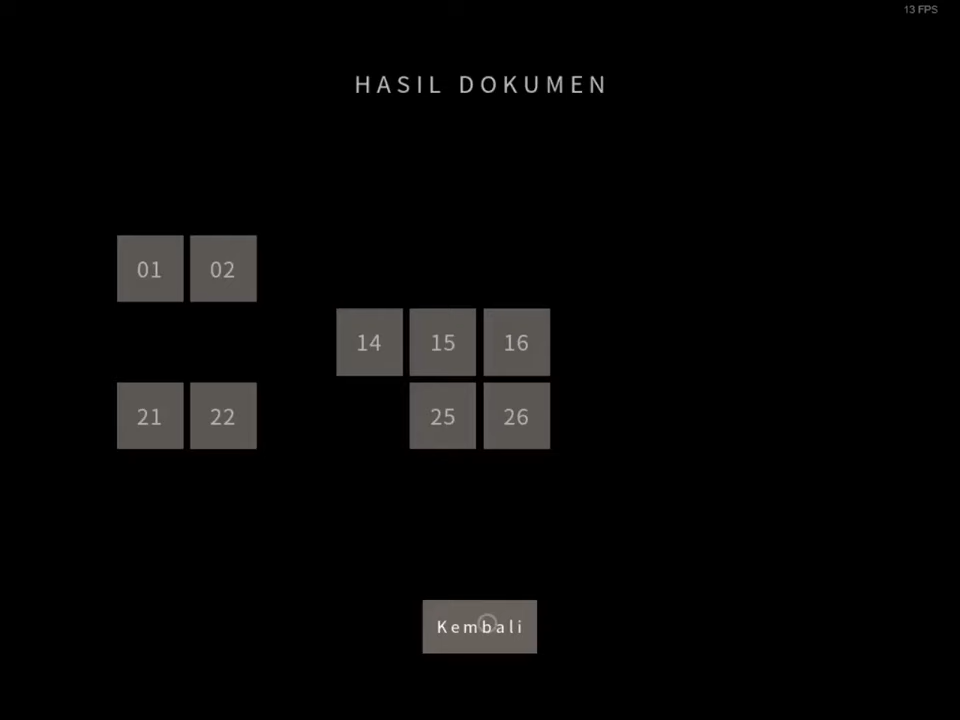 13 FPS
HASIL DOKUMEN
01 02
14 15 16
21 22 25 26
Kembali